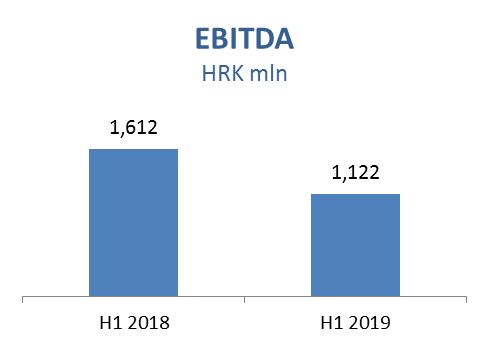 EBITDA
HRK mln
1,612
1,122
H1 2018
H1 2019